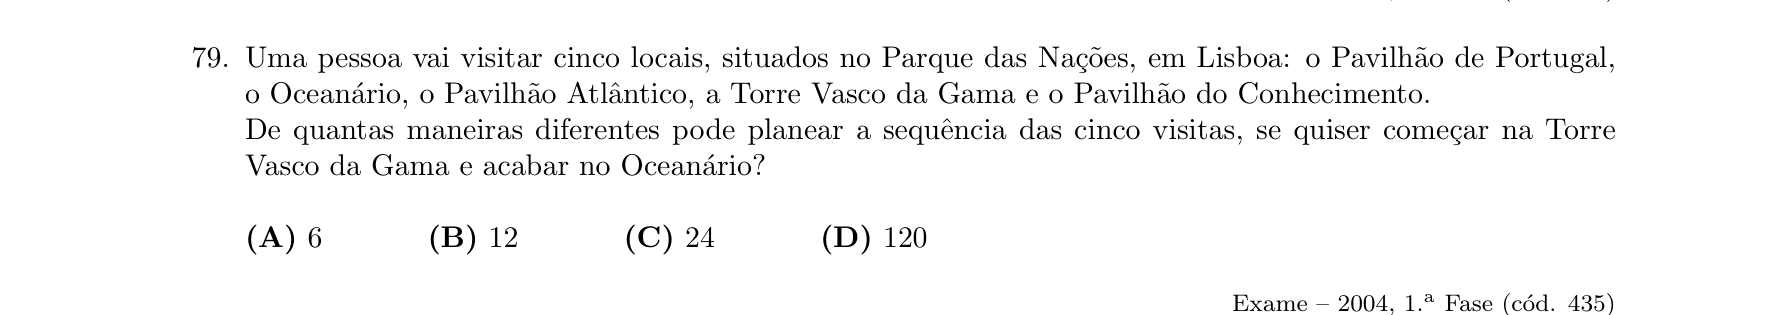 79. Uma pessoa vai visitar cinco locais, situados no Parque das Nações, em Lisboa: o Pavilhão de Portugal,
o Oceanário, o Pavilhão Atlântico, a Torre Vasco da Gama e o Pavilhão do Conhecimento.
De quantas maneiras diferentes pode planear a sequência das cinco visitas, se quiser começar na Torre
Vasco da Gama e acabar no Oceanário?
(A) 6 (B) 12 (C) 24 (D) 120
Exame – 2004, 1.ª Fase (cód. 435)